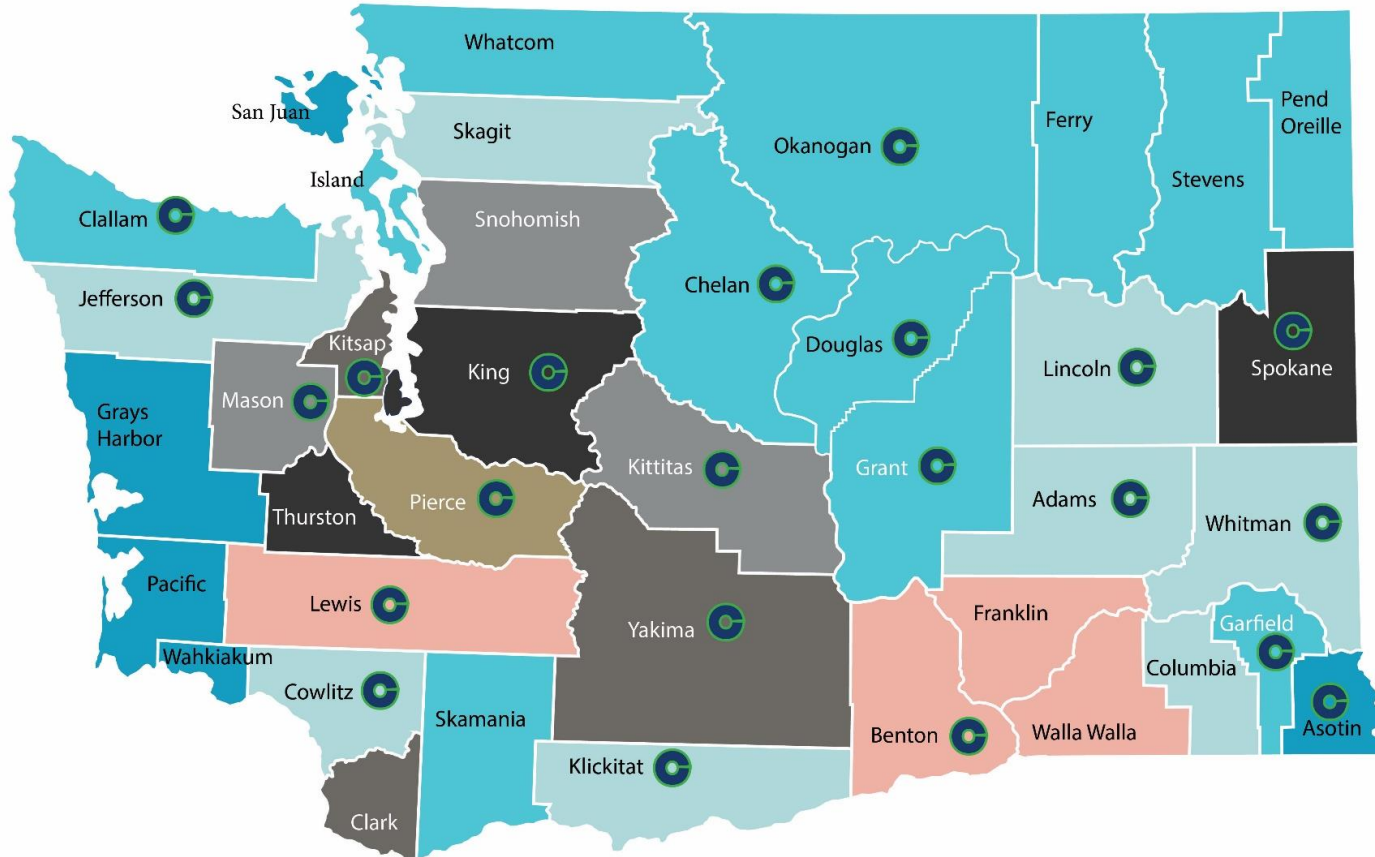 Whatcom
San Juan
Skagit
Island
Okanogan
Ferry
Pend
Oreille
Stevens
Clallam
Snohomish
Jefferson
Chelan
Kitsap
King
Douglas
Lincoln
Spokane
Mason
Grays
Harbor
Kittitas
Grant
Pierce
Adams
Thurston
Whitman
Pacific
Lewis
Yakima
Franklin
Garfield
Wahkiakum
Cowlitz
Columbia
Skamania
Benton
Walla Walla
Asotin
Klickitat
Clark